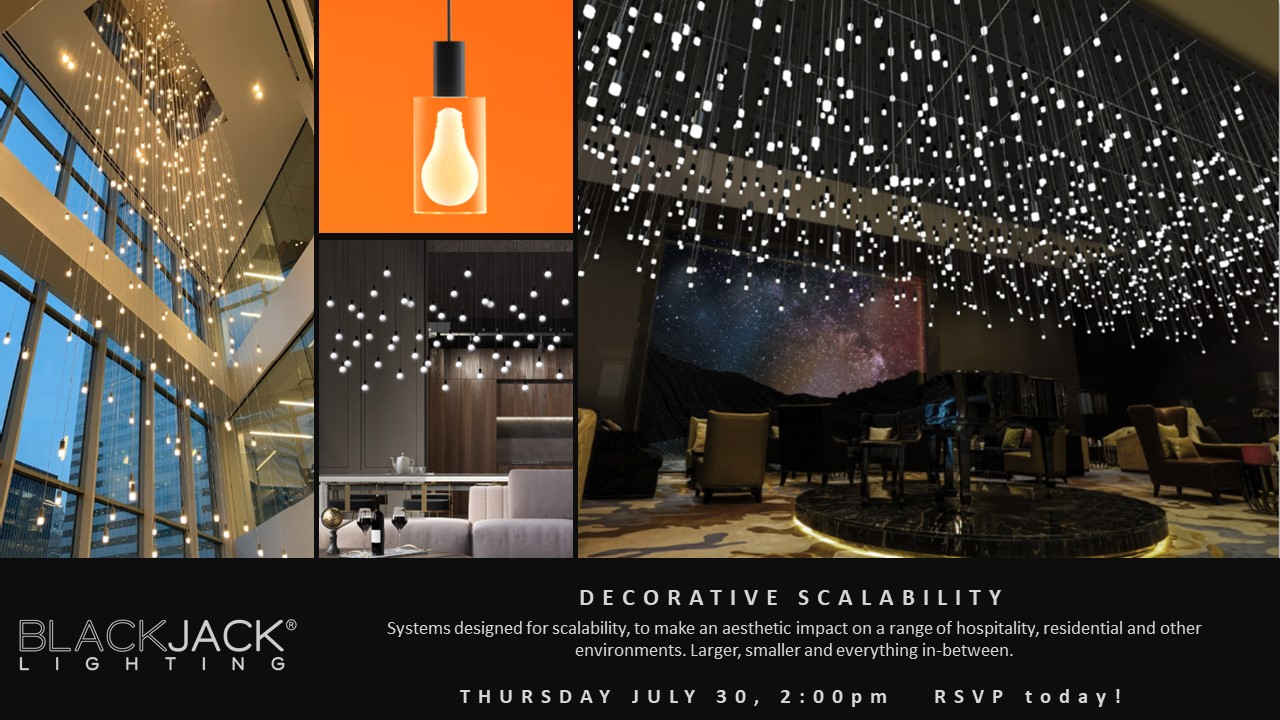 DECORATIVE SCALABILITY
Systems designed for scalability, to make an aesthetic impact on a range of hospitality, residential and other
environments. Larger, smaller and everything in-between.
BLACKJACK®
LIGHTING
THURSDAY JULY 30, 2:00pm RSVP today!